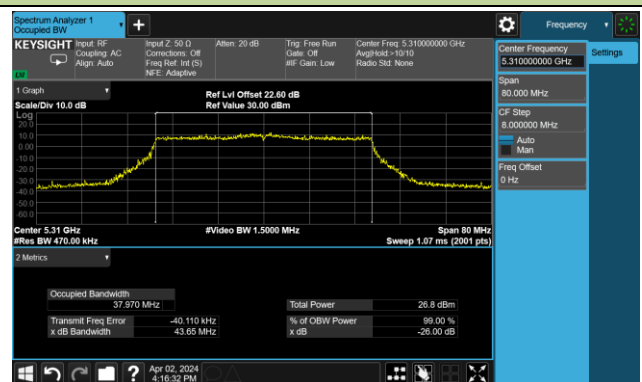 Spectrum Analyzer 1
Occupied BW
Frequency
KEYSIGHT
Input: RF
Coupling: AC
Align: Auto
Input Z: 50 Ω
Corrections: Off
Freq Ref: Int (S)
NFE: Adaptive
Atten: 20 dB
Trig: Free Run
Gate: Off
#IF Gain: Low
Center Freq: 5.310000000 GHz
Avg|Hold:>10/10
Radio Std: None
Center Frequency
5.310000000 GHz
Settings
Span
80.000 MHz
CF Step
8.000000 MHz
Auto
Man
Freq Offset
0 Hz
1 Graph
Scale/Div 10.0 dB
Ref Lvl Offset 22.60 dB
Ref Value 30.00 dBm
Log
20.0
10.0
0.00
-10.0
-20.0
-30.0
-40.0
-50.0
-60.0
Center 5.31 GHz
#Res BW 470.00 kHz
#Video BW 1.5000 MHz
Span 80 MHz
Sweep 1.07 ms (2001 pts)
2 Metrics
Occupied Bandwidth
37.970 MHz
Total Power 26.8 dBm
Transmit Freq Error -40.110 kHz
% of OBW Power 99.00 %
x dB Bandwidth 43.65 MHz
x dB -26.00 dB
?
Apr 02, 2024
4:16:32 PM